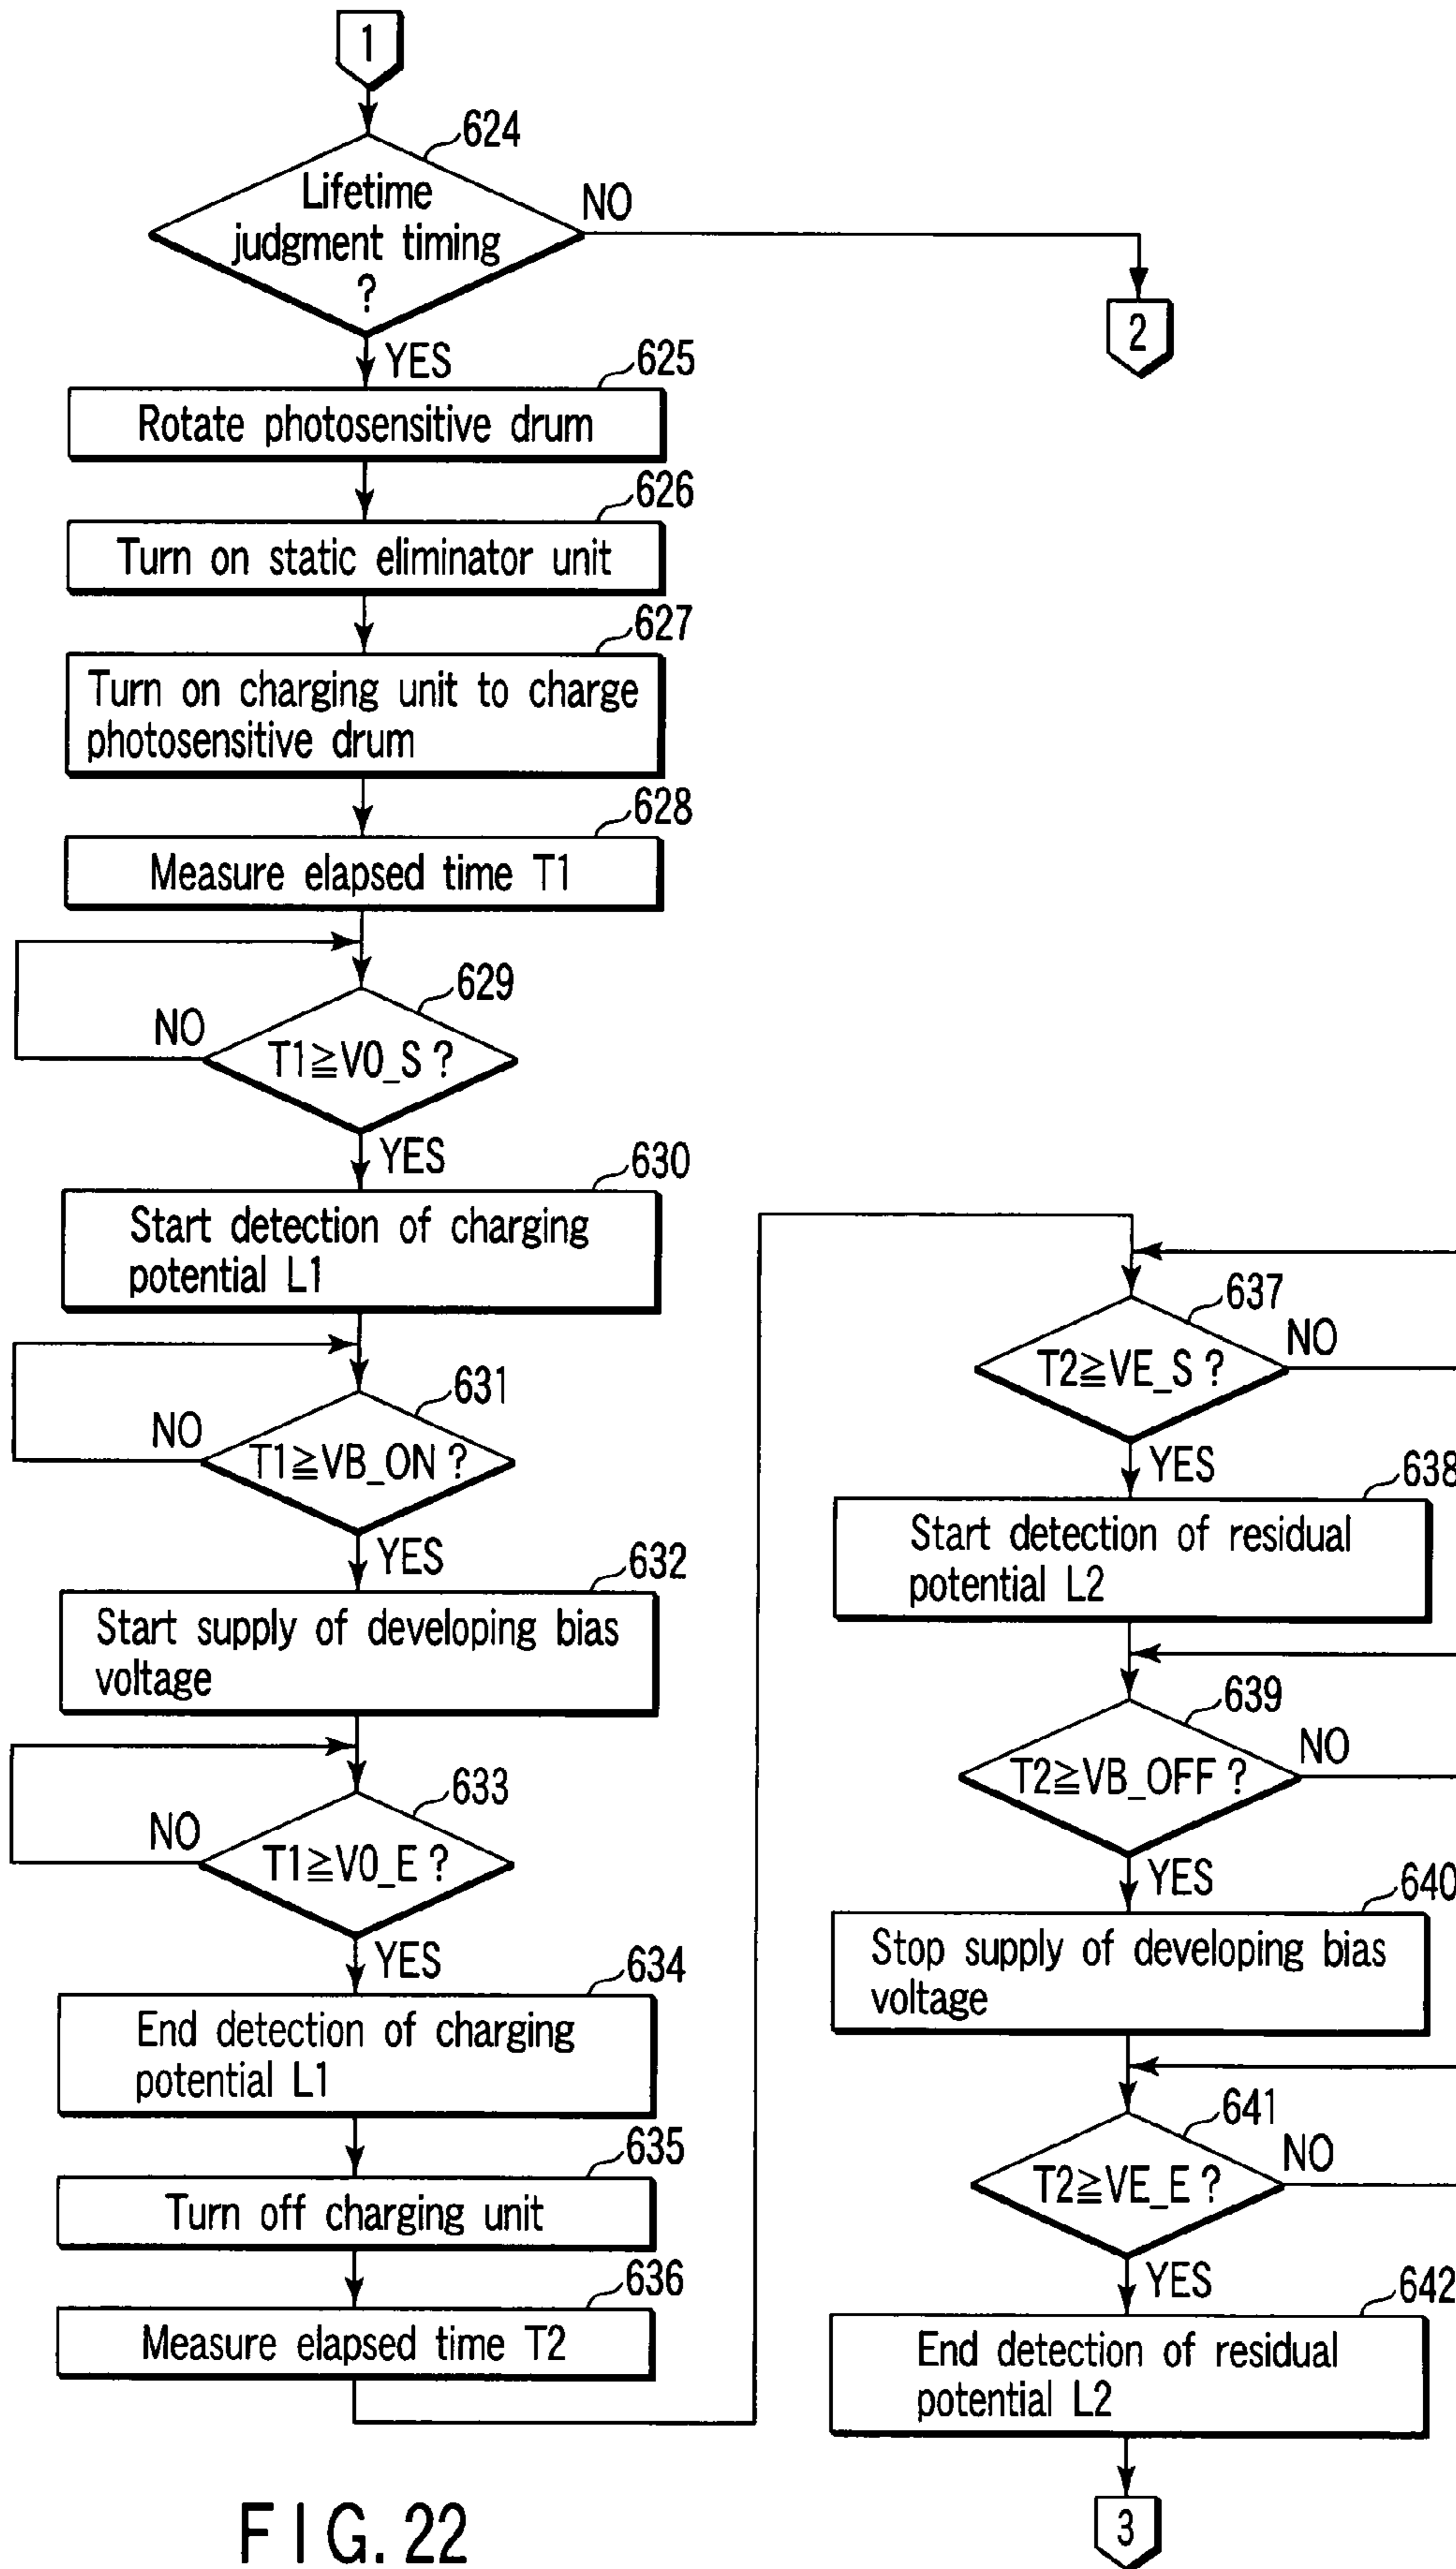 1
624
Lifetime
judgment timing
?
NO
2
YES
625
Rotate photosensitive drum
626
Turn on static eliminator unit
627
Turn on charging unit to charge
photosensitive drum
628
Measure elapsed time T1
629
NO
T1≧V0_S ?
YES
630
Start detection of charging
potential L1
631
NO
T1≧VB_ON ?
YES
632
Start supply of developing bias
voltage
633
NO
T1≧V0_E ?
YES
634
End detection of charging
potential L1
635
Turn off charging unit
636
Measure elapsed time T2
637
NO
T2≧VE_S ?
YES
638
Start detection of residual
potential L2
639
NO
T2≧VB_OFF ?
YES
640
Stop supply of developing bias
voltage
641
NO
T2≧VE_E ?
YES
642
End detection of residual
potential L2
3
FIG. 22